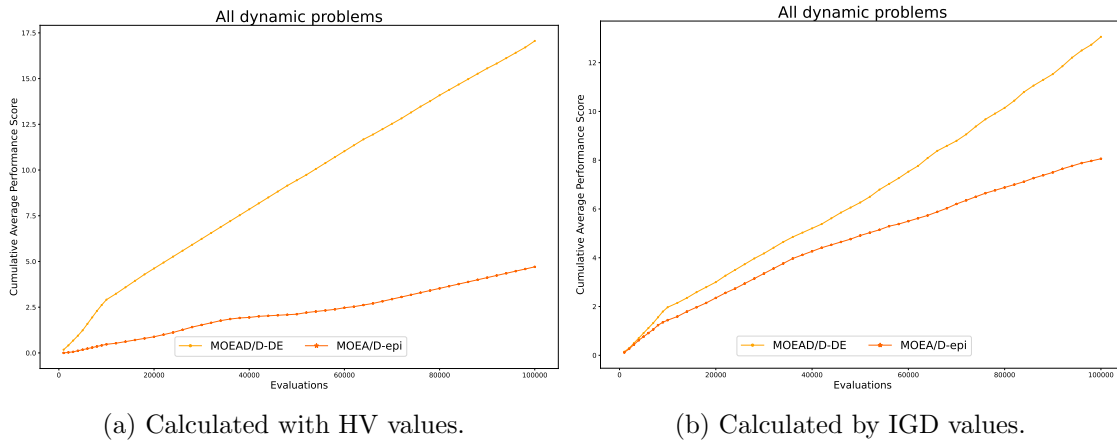 All dynamic problems
Cumulative Average Performance Score
17.5
15.0
12.5
10.0
7.5
5.0
2.5
0.0
0
20000
40000
60000
80000
100000
MOEAD/D-DE
MOEA/D-epi
Evaluations
(a) Calculated with HV values.
All dynamic problems
Cumulative Average Performance Score
12
10
8
6
4
2
0
0
20000
40000
60000
80000
100000
MOEAD/D-DE
MOEA/D-epi
Evaluations
(b) Calculated by IGD values.